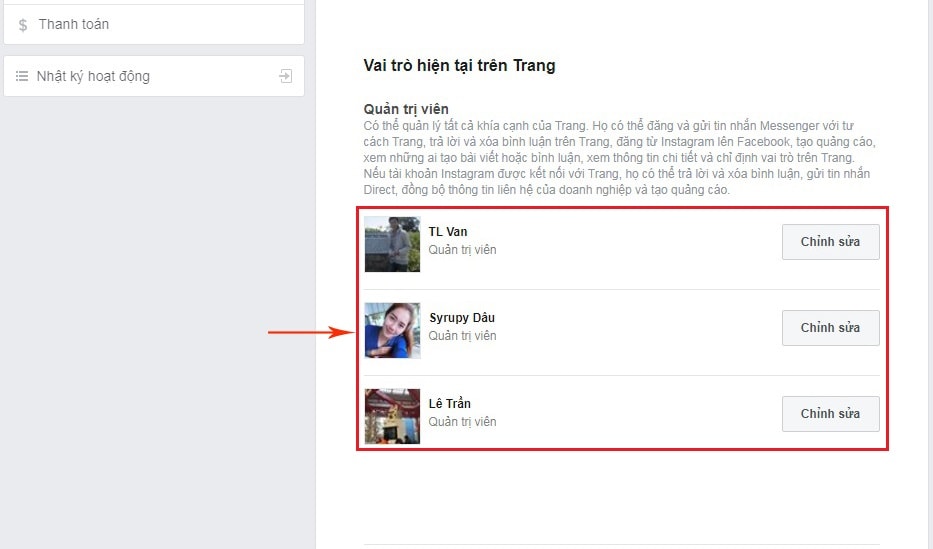 $ Thanh toán
Nhật ký hoạt động
Vai trò hiện tại trên Trang
Quản trị viên
Có thể quản lý tất cả khía cạnh của Trang. Họ có thể đăng và gửi tin nhắn Messenger với tư
cách Trang, trả lời và xóa bình luận trên Trang, đăng từ Instagram lên Facebook, tạo quảng cáo,
xem những ai tạo bài viết hoặc bình luận, xem thông tin chi tiết và chỉ định vai trò trên Trang.
Nếu tài khoản Instagram được kết nối với Trang, họ có thể trả lời và xóa bình luận, gửi tin nhắn
Direct, đồng bộ thông tin liên hệ của doanh nghiệp và tạo quảng cáo.
TL Van
Quản trị viên
Chỉnh sửa
Syrupy Dâu
Quản trị viên
Chỉnh sửa
Lê Trần
Quản trị viên
Chỉnh sửa